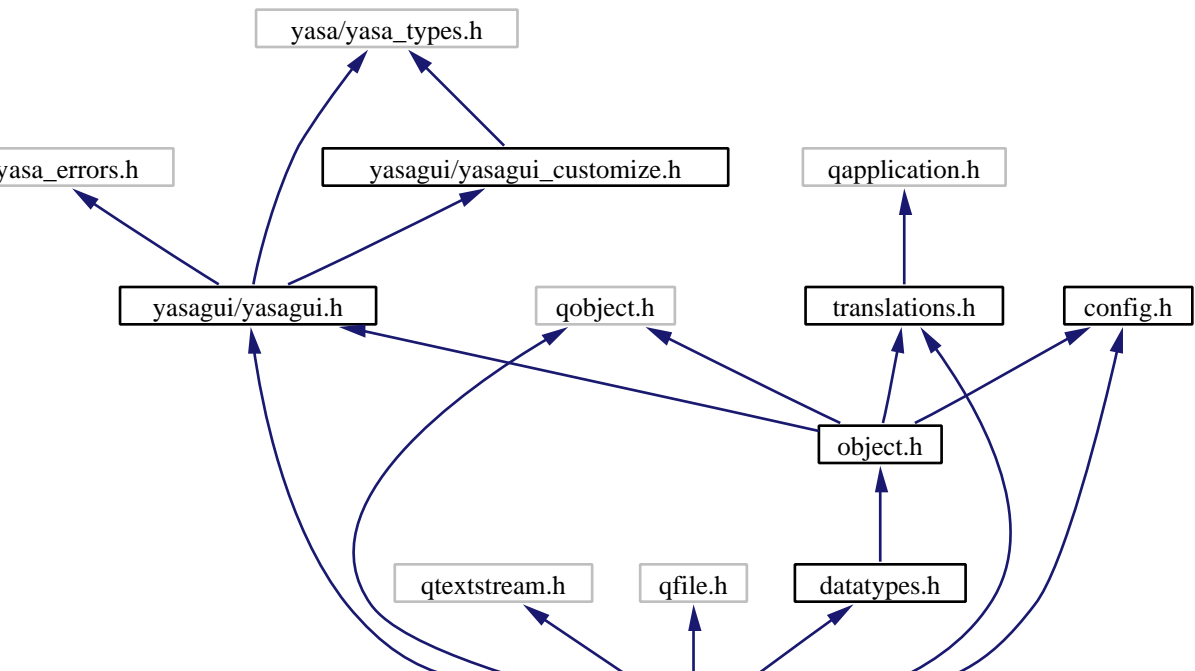 yasa/yasa_types.h
yasa_errors.h
yasagui/yasagui_customize.h
qapplication.h
yasagui/yasagui.h
qobject.h
translations.h
config.h
object.h
qtextstream.h
qfile.h
datatypes.h